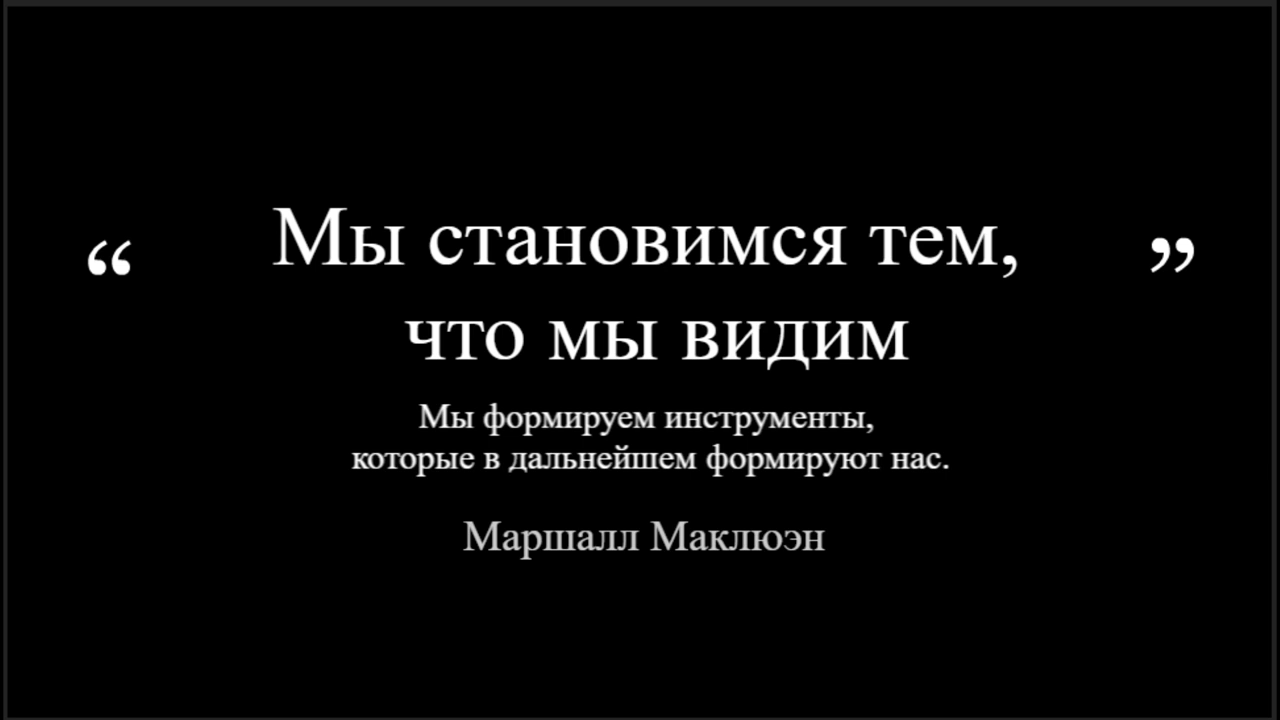 “ Мы становимся тем, ”
что мы видим
Мы формируем инструменты,
которые в дальнейшем формируют нас.
Маршалл Маклюэн